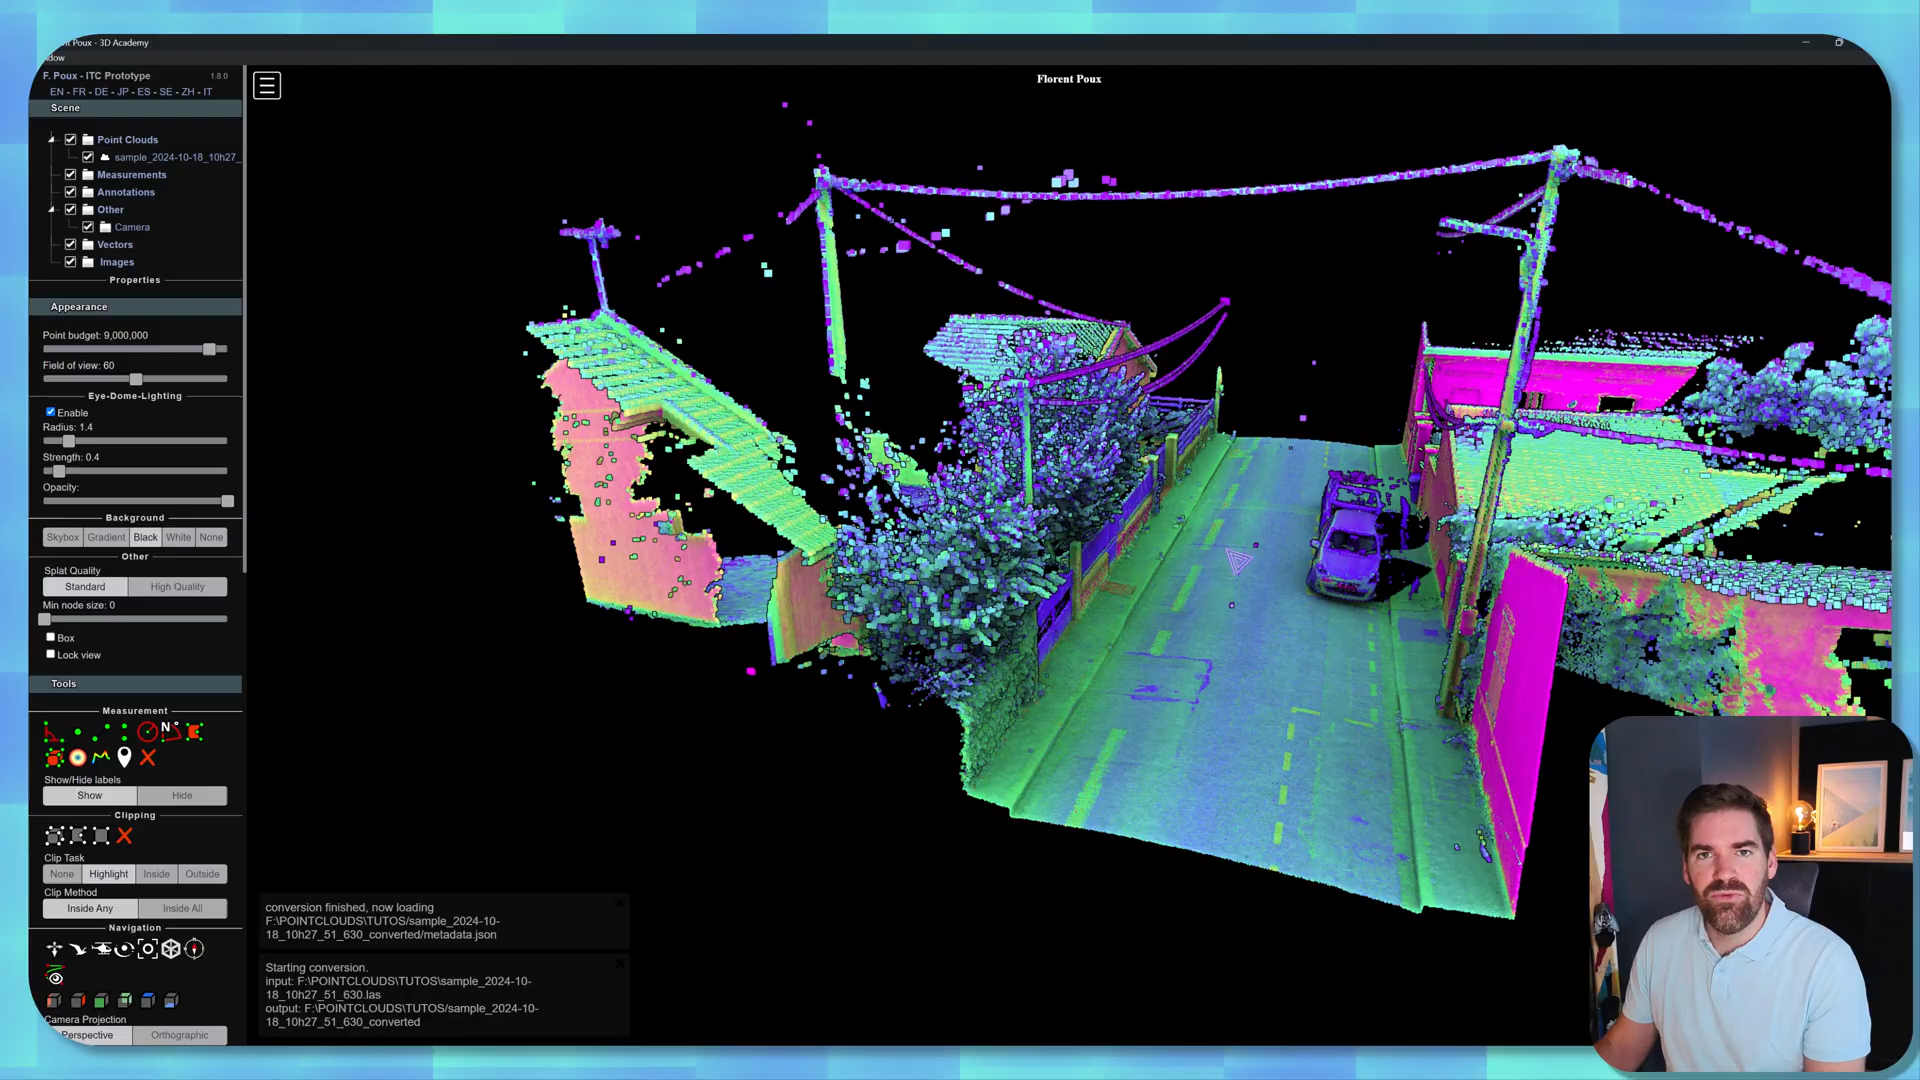 nt Poux - 3D Academy
dow
F. Poux - ITC Prototype 1.8.0
EN - FR - DE - JP - ES - SE - ZH - IT
Scene
Point Clouds
sample_2024-10-18_10h27_
Measurements
Annotations
Other
Camera
Vectors
Images
Properties
Appearance
Point budget: 9,000,000
Field of view: 60
Eye-Dome-Lighting
Enable
Radius: 1.4
Strength: 0.4
Opacity:
Background
Skybox Gradient Black White None
Other
Splat Quality
Standard High Quality
Min node size: 0
Box
Lock view
Tools
Measurement
N°
Show/Hide labels
Show Hide
Clipping
Clip Task
None Highlight Inside Outside
Clip Method
Inside Any Inside All
Navigation
Camera Projection
Perspective Orthographic
Florent Poux
conversion finished, now loading
F:\POINTCLOUDS\TUTOS/sample_2024-10-
18_10h27_51_630_converted/metadata.json
Starting conversion.
input: F:\POINTCLOUDS\TUTOS\sample_2024-10-
18_10h27_51_630.las
output: F:\POINTCLOUDS\TUTOS/sample_2024-10-
18_10h27_51_630_converted